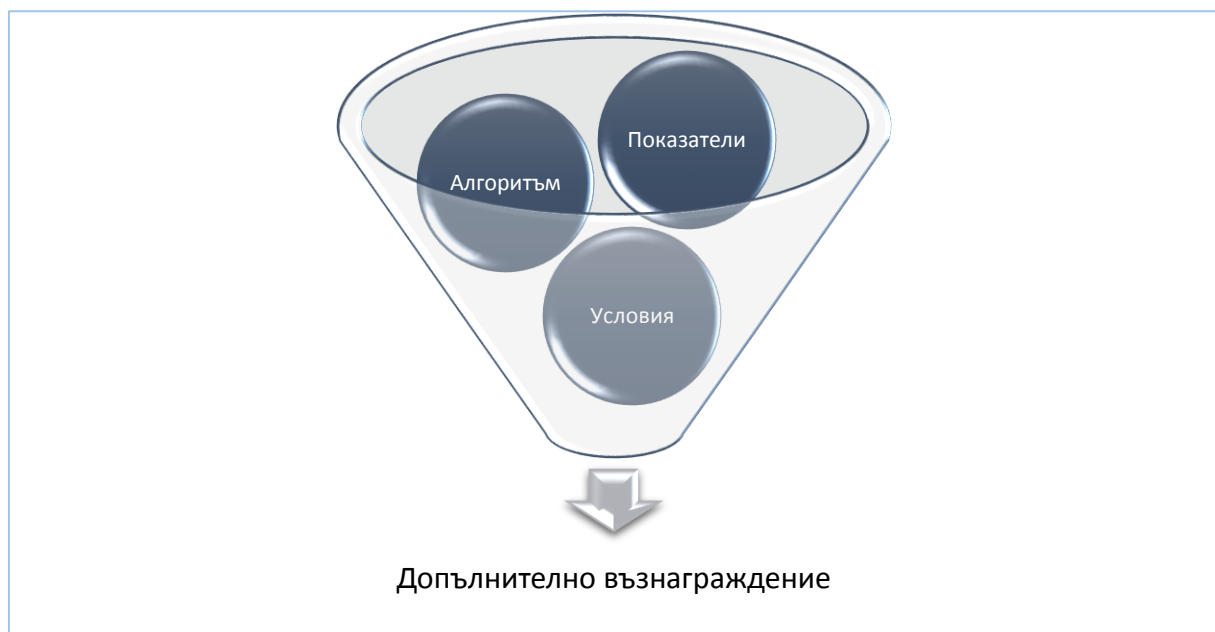 Показатели
Алгоритъм
Условия
Допълнително възнаграждение